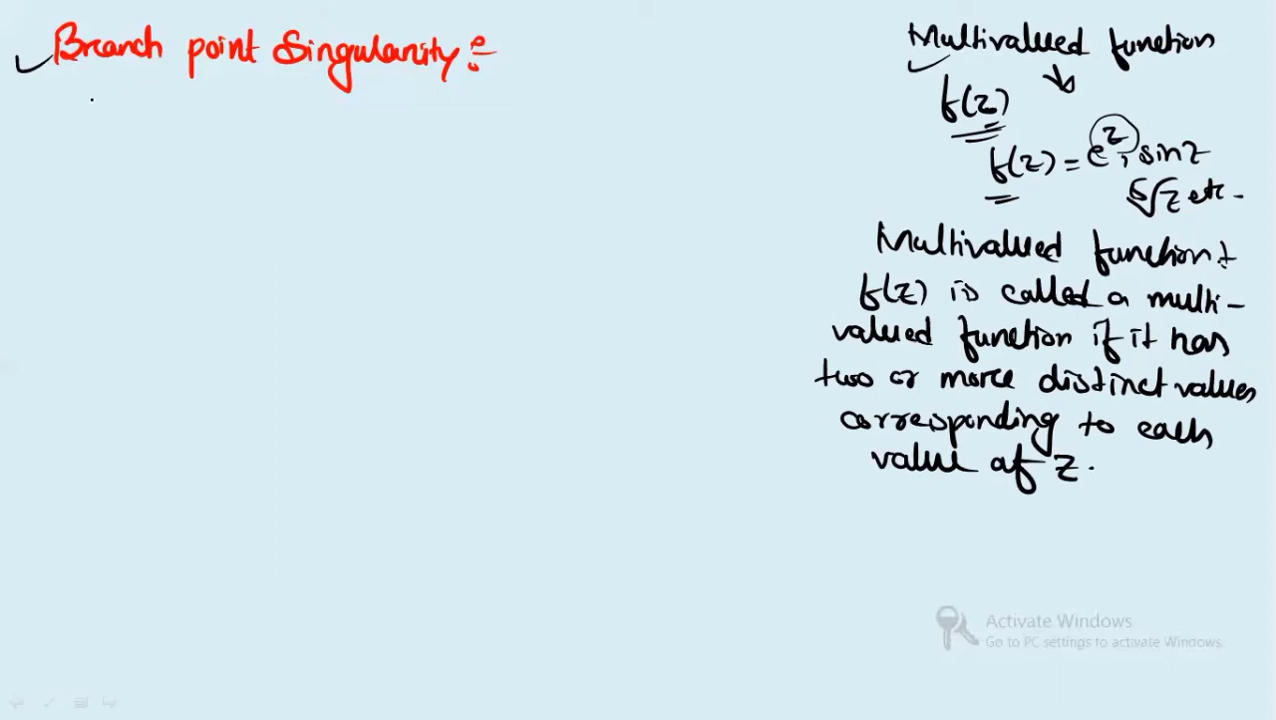 Branch point Singularity :
Multivalued function
f(z)
f(z) = e^z, sinz
√z etc -
Multivalued function :
f(z) is called a multi-
valued function if it has
two or more distinct values
corresponding to each
value of z.
Activate Windows
Go to PC settings to activate Windows.